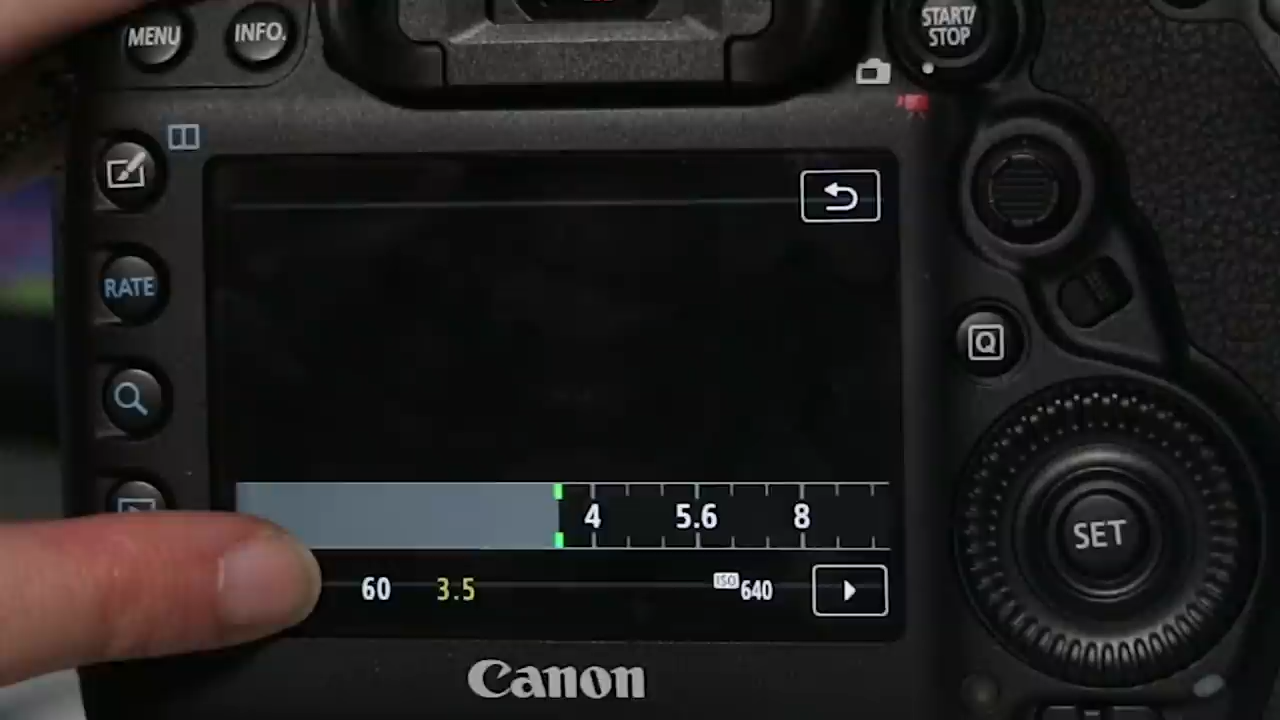 MENU
INFO.
START/
STOP
RATE
Q
4 5.6 8
SET
60 3.5 ISO 640
Canon